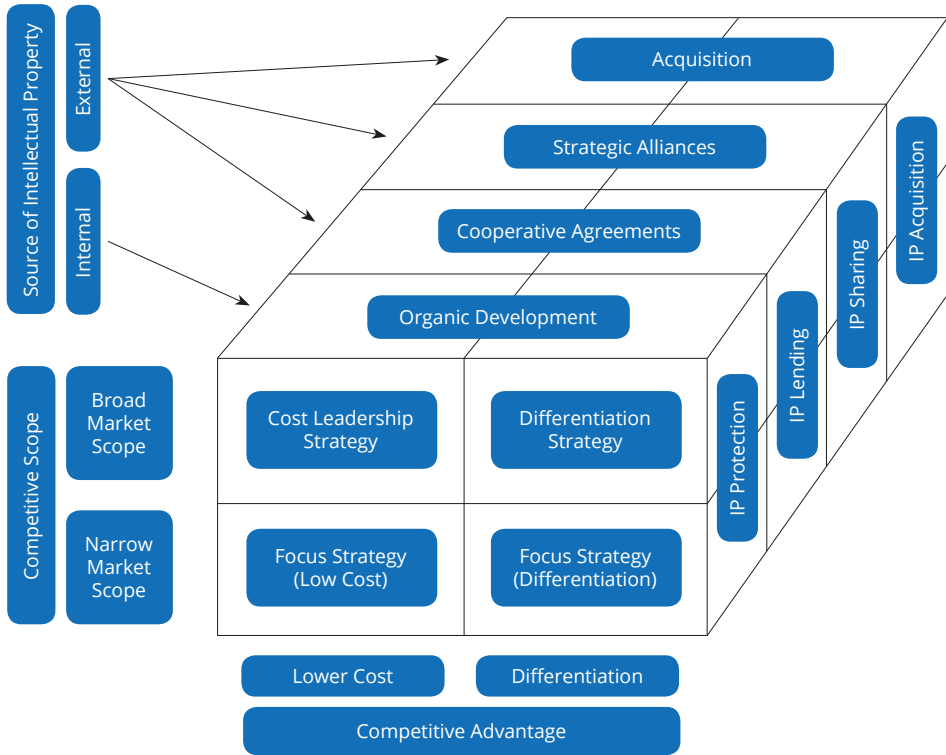 Source of Intellectual Property
External
Internal
Acquisition
Strategic Alliances
Cooperative Agreements
Organic Development
IP Acquisition
IP Sharing
IP Lending
IP Protection
Competitive Scope
Broad
Market
Scope
Narrow
Market
Scope
Cost Leadership
Strategy
Differentiation
Strategy
Focus Strategy
(Low Cost)
Focus Strategy
(Differentiation)
Lower Cost
Differentiation
Competitive Advantage